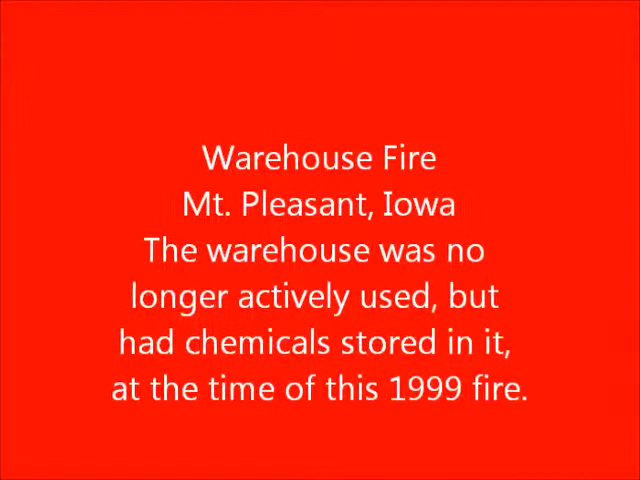 Warehouse Fire
Mt. Pleasant, Iowa
The warehouse was no
longer actively used, but
had chemicals stored in it,
at the time of this 1999 fire.